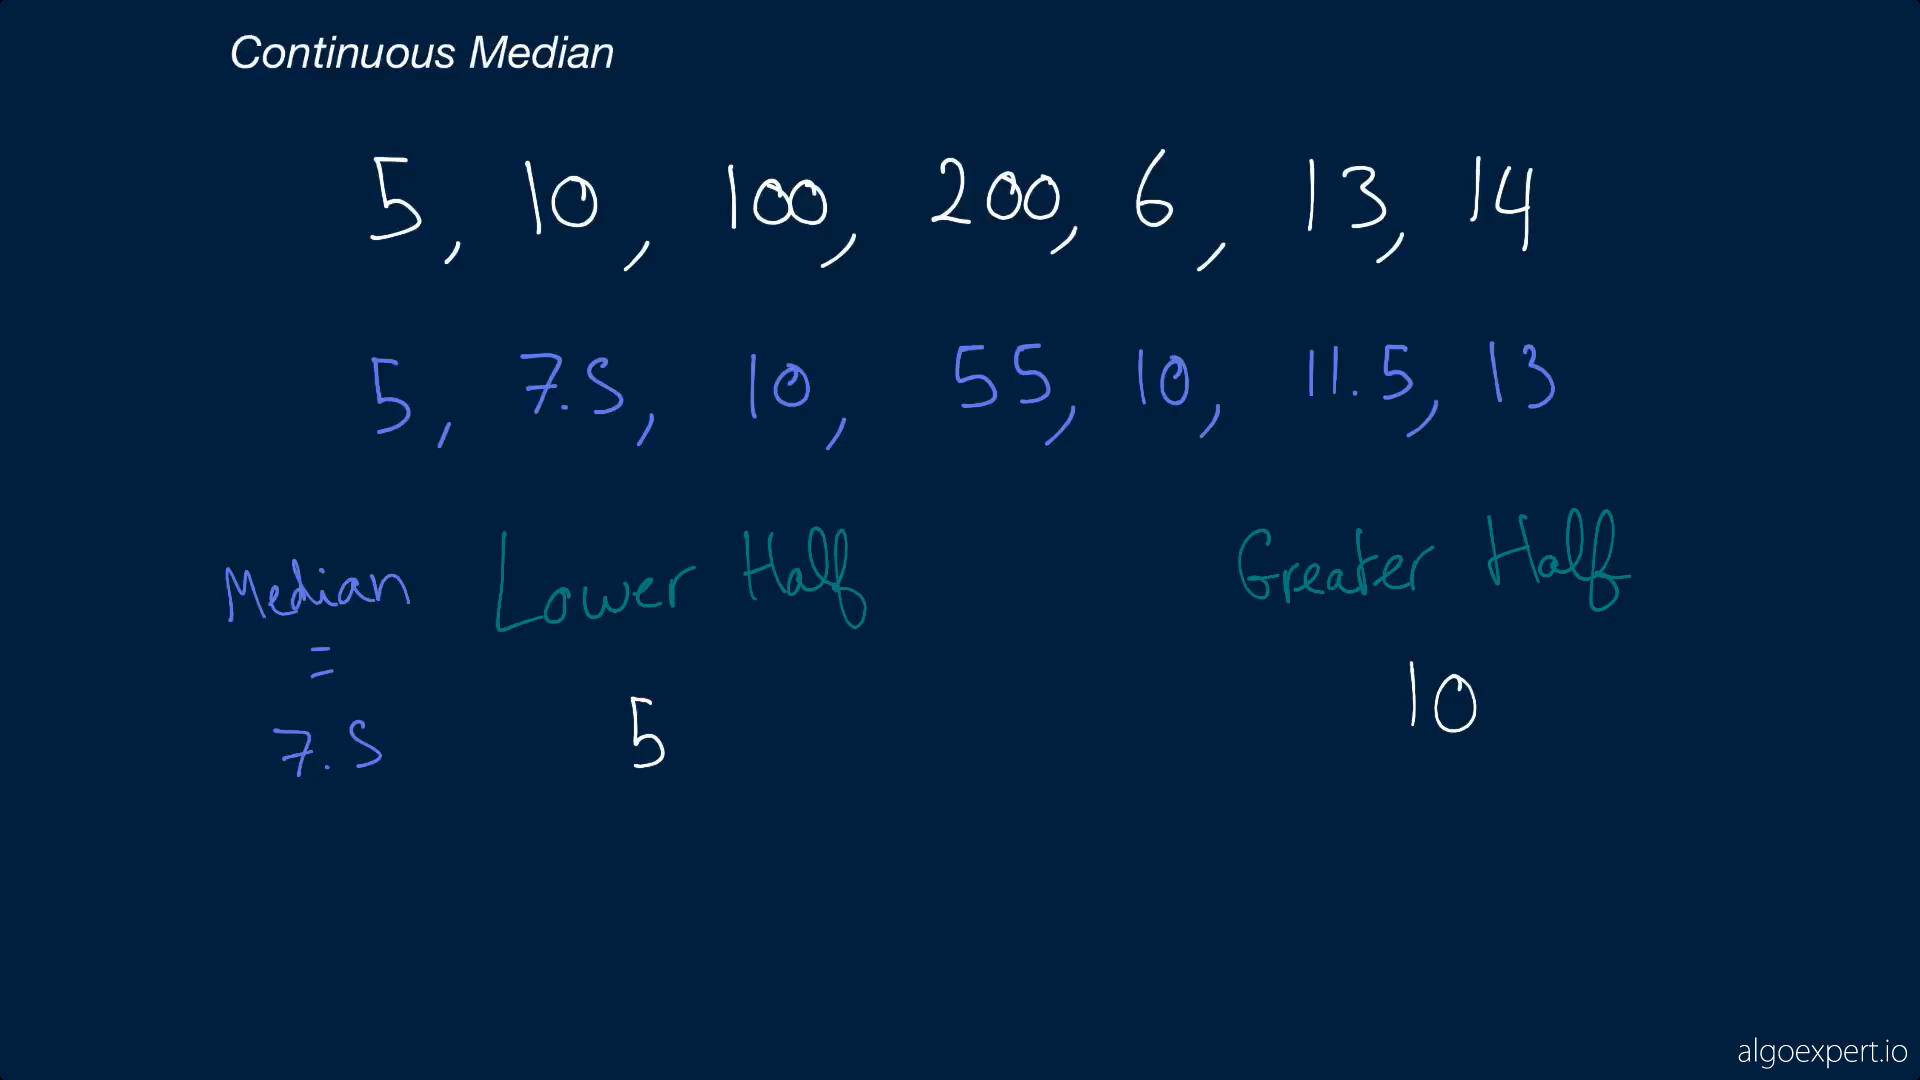 Continuous Median
5, 10, 100, 200, 6, 13, 14
5, 7.5, 10, 55, 10, 11.5, 13
Median Lower Half Greater Half
=
7.5 5 10
algoexpert.io